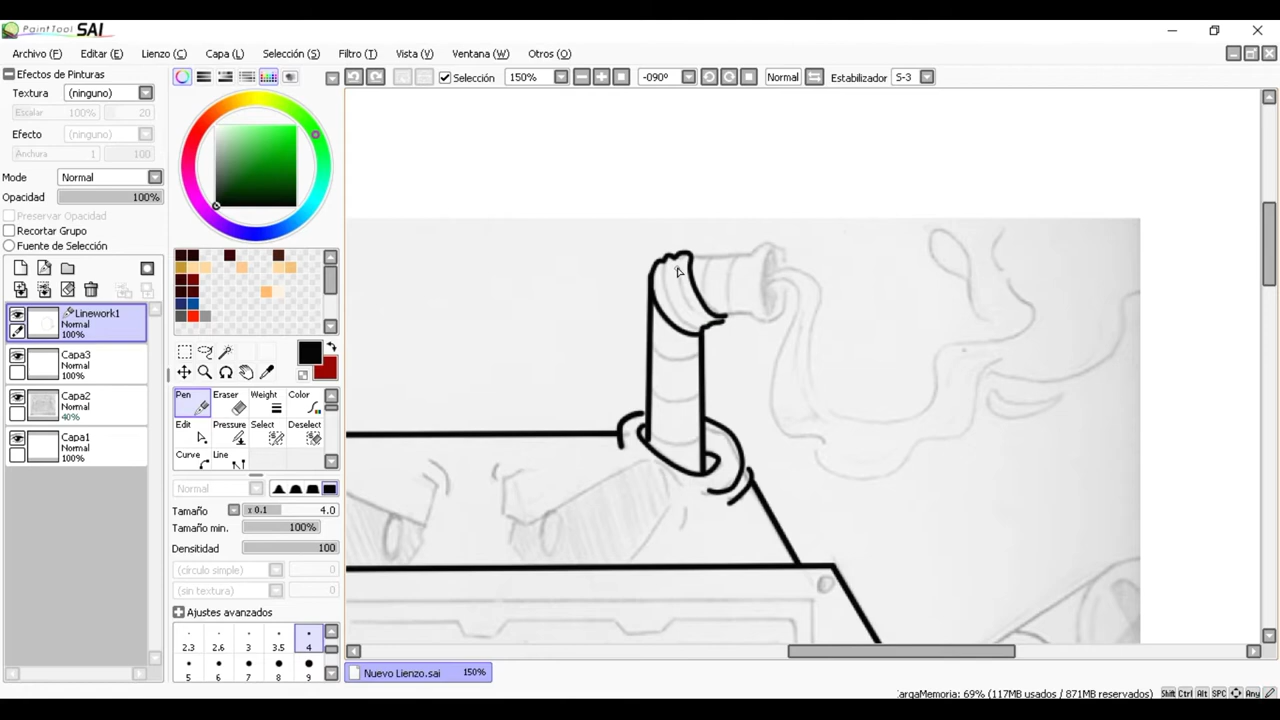 PaintTool SAI
Archivo (F) Editar (E) Lienzo (C) Capa (L) Selección (S) Filtro (T) Vista (V) Ventana (W) Otros (O)
Efectos de Pinturas
Textura (ninguno)
Escalar 100% 20
Efecto (ninguno)
Anchura 1 100
Mode Normal
Opacidad 100%
Preservar Opacidad
Recortar Grupo
Fuente de Selección
Linework1
Normal
100%
Capa3
Normal
100%
Capa2
Normal
40%
Capa1
Normal
100%
Selección 150% -090º Normal Estabilizador S-3
Pen Eraser Weight Color
Edit Pressure Select Deselect
Curve Line
Normal
Tamaño x 0.1 4.0
Tamaño min. 100%
Densitidad 100
(círculo simple) 0
(sin textura) 0
Ajustes avanzados
2.3 2.6 3 3.5 4
5 6 7 8 9
Nuevo Lienzo.sai 150%
CargaMemoria: 69% (117MB usados / 871MB reservados) Shift Ctrl Alt SPC Any